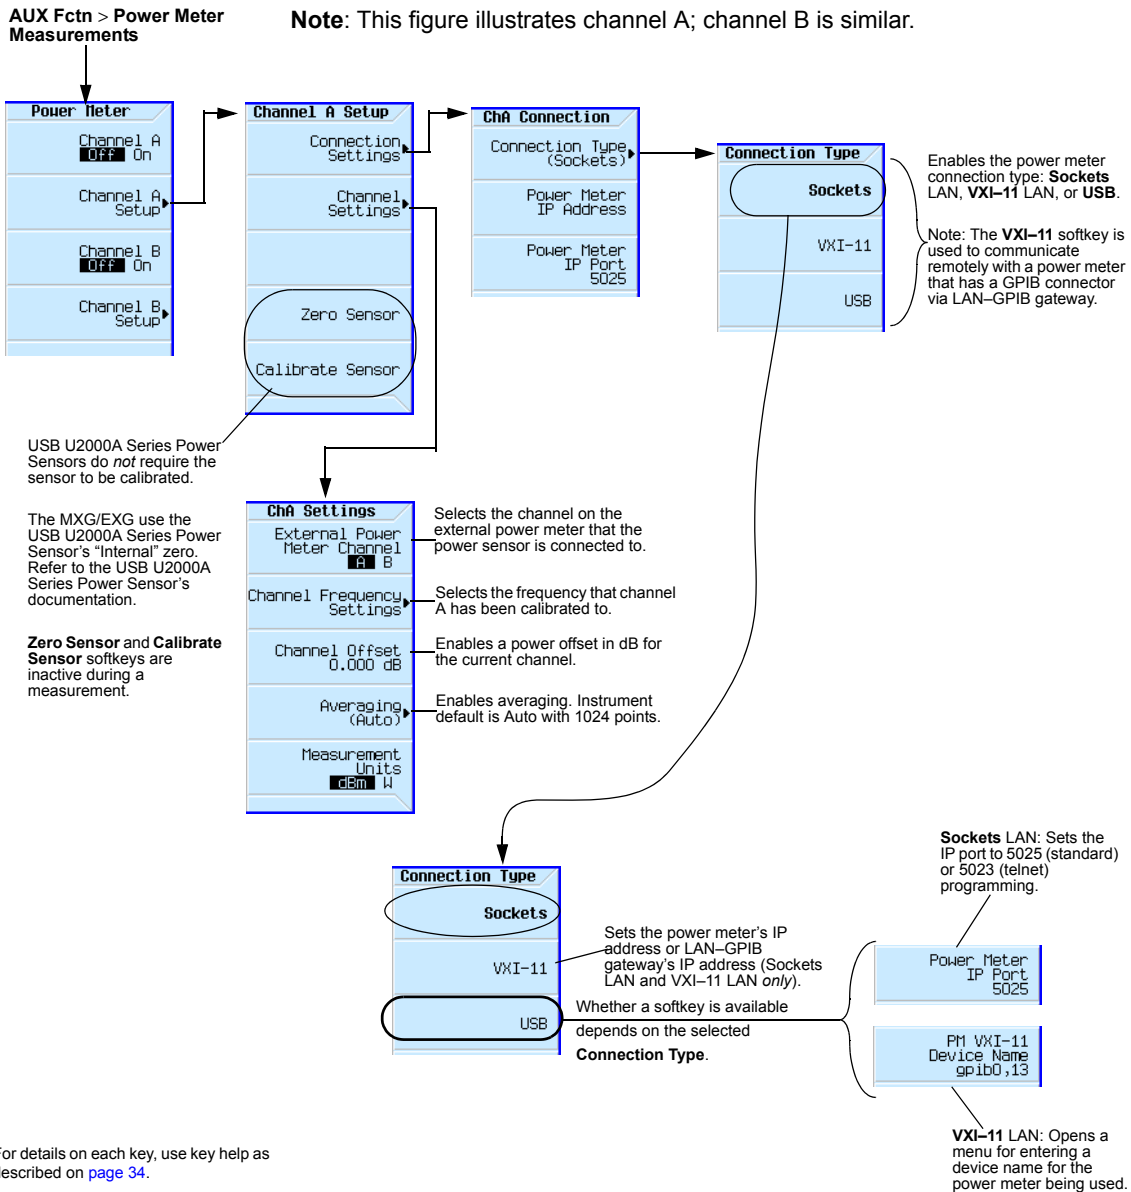 AUX Fctn > Power Meter
Measurements
Note: This figure illustrates channel A; channel B is similar.
Power Meter
Channel A
Off On
Channel A
Setup
Channel B
Off On
Channel B
Setup
Channel A Setup
Connection
Settings
Channel
Settings
Zero Sensor
Calibrate Sensor
ChA Connection
Connection Type
(Sockets)
Power Meter
IP Address
Power Meter
IP Port
5025
Connection Type
Sockets
VXI-11
USB
Enables the power meter
connection type: Sockets
LAN, VXI–11 LAN, or USB.
Note: The VXI–11 softkey is
used to communicate
remotely with a power meter
that has a GPIB connector
via LAN–GPIB gateway.
USB U2000A Series Power
Sensors do not require the
sensor to be calibrated.
The MXG/EXG use the
USB U2000A Series Power
Sensor's “Internal” zero.
Refer to the USB U2000A
Series Power Sensor's
documentation.
Zero Sensor and Calibrate
Sensor softkeys are
inactive during a
measurement.
ChA Settings
External Power
Meter Channel
A B
Channel Frequency
Settings
Channel Offset
0.000 dB
Averaging
(Auto)
Measurement
Units
dBm W
Selects the channel on the
external power meter that the
power sensor is connected to.
Selects the frequency that channel
A has been calibrated to.
Enables a power offset in dB for
the current channel.
Enables averaging. Instrument
default is Auto with 1024 points.
Connection Type
Sockets
VXI-11
USB
Sets the power meter's IP
address or LAN–GPIB
gateway's IP address (Sockets
LAN and VXI–11 LAN only).
Whether a softkey is available
depends on the selected
Connection Type.
Sockets LAN: Sets the
IP port to 5025 (standard)
or 5023 (telnet)
programming.
Power Meter
IP Port
5025
PM VXI-11
Device Name
gpib0,13
VXI–11 LAN: Opens a
menu for entering a
device name for the
power meter being used.
For details on each key, use key help as
described on page 34.